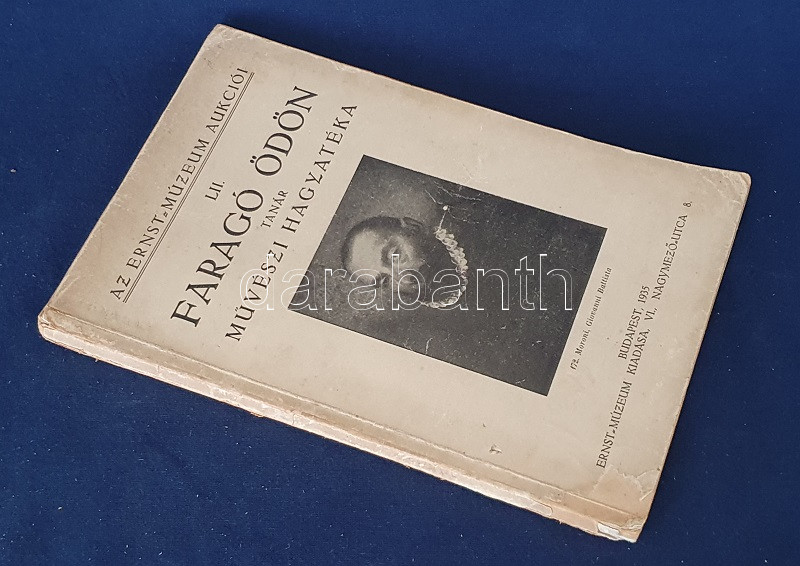 AZ ERNST-MÚZEUM AUKCIÓI
LII.
FARAGÓ ÖDÖN
TANÁR
MŰVÉSZI HAGYATÉKA
172. Moroni, Giovanni Battista
BUDAPEST, 1935
ERNST-MÚZEUM KIADÁSA, VI., NAGYMEZŐ-UTCA 8.
darabanth.com